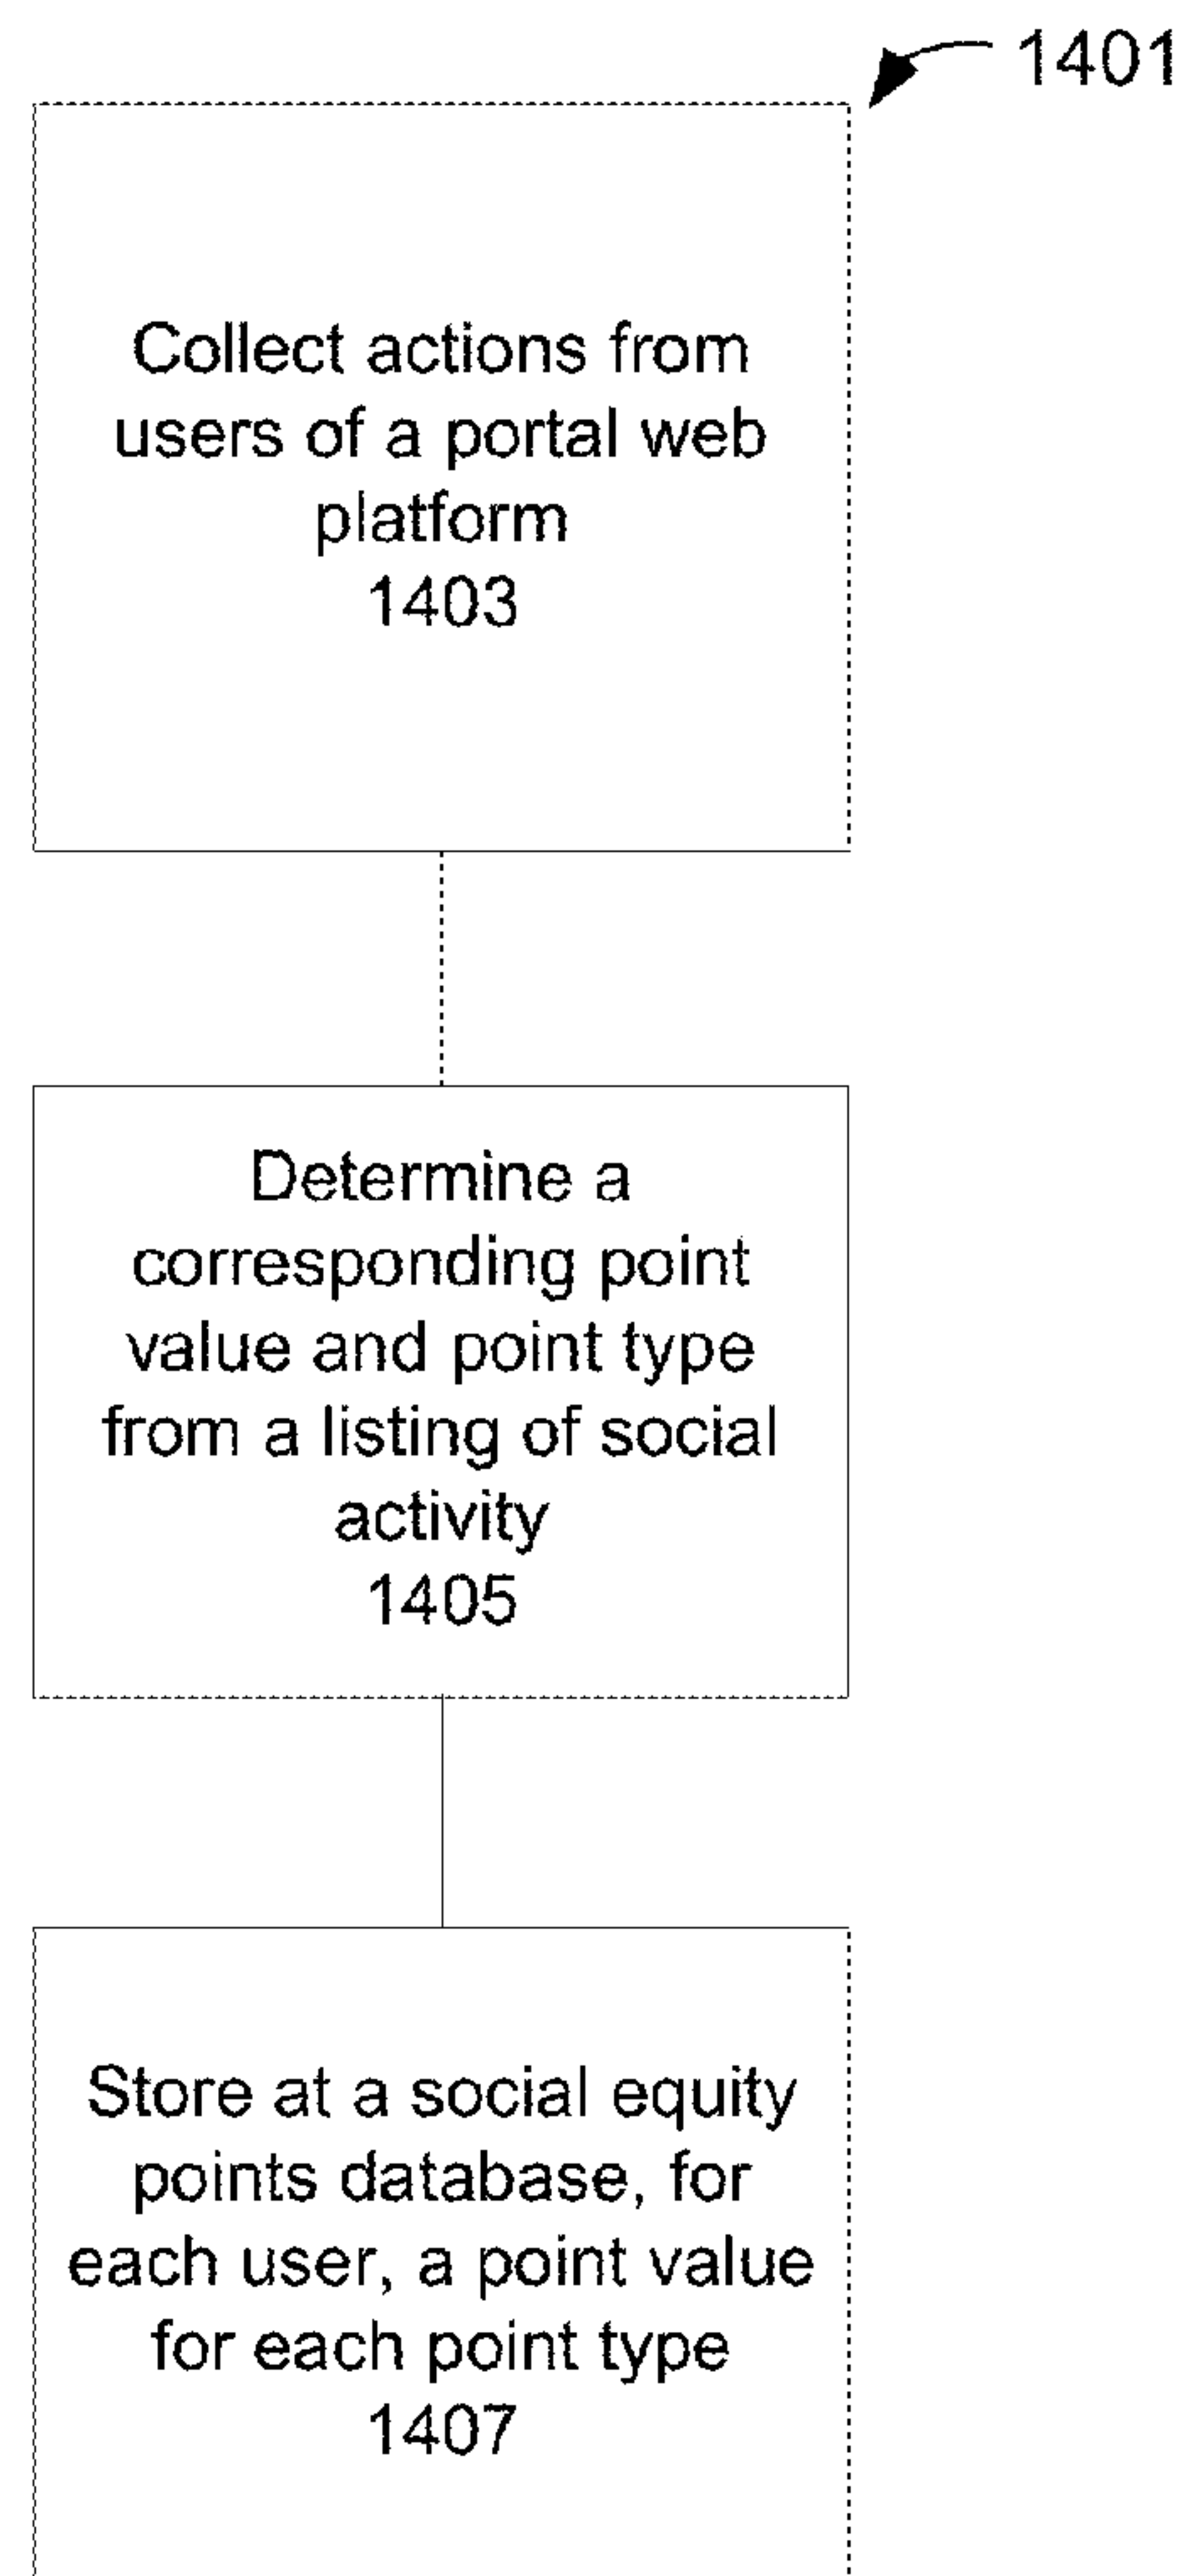 1401
Collect actions from
users of a portal web
platform
1403
Determine a
corresponding point
value and point type
from a listing of social
activity
1405
Store at a social equity
points database, for
each user, a point value
for each point type
1407